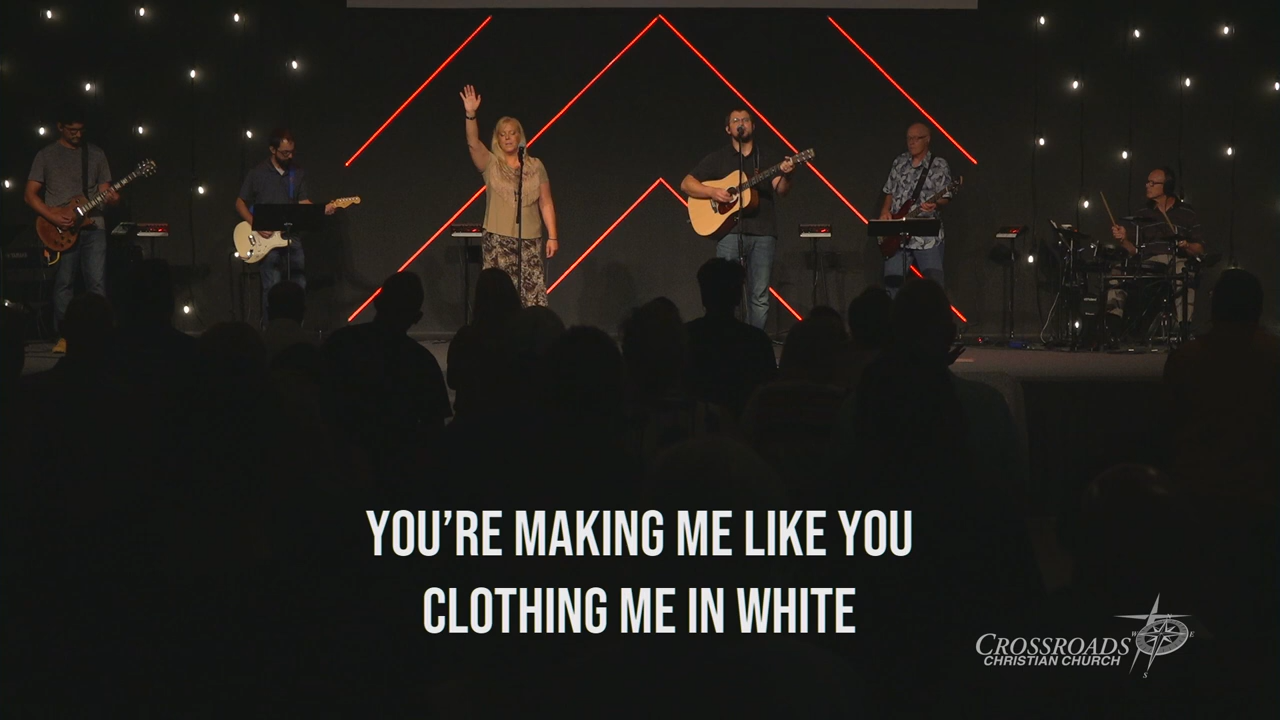 YOU’RE MAKING ME LIKE YOU
CLOTHING ME IN WHITE
W E
CROSSROADS
CHRISTIAN CHURCH
S